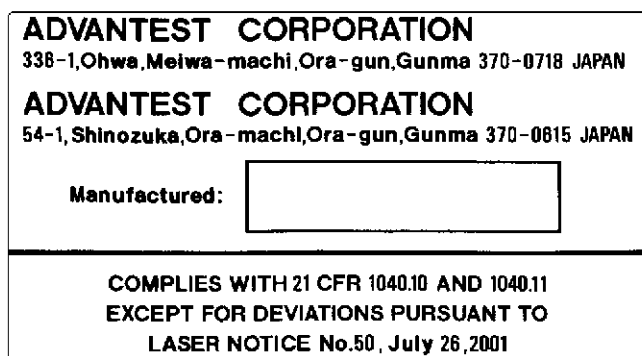 ADVANTEST CORPORATION
336-1,Ohwa,Meiwa-machi,Ora-gun,Gunma 370-0718 JAPAN
ADVANTEST CORPORATION
54-1,Shinozuka,Ora-machi,Ora-gun,Gunma 370-0615 JAPAN
Manufactured:
COMPLIES WITH 21 CFR 1040.10 AND 1040.11
EXCEPT FOR DEVIATIONS PURSUANT TO
LASER NOTICE No.50, July 26,2001